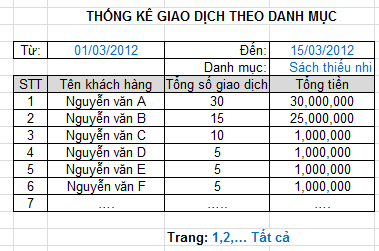 THỐNG KÊ GIAO DỊCH THEO DANH MỤC
Từ: 01/03/2012 Đến: 15/03/2012
Danh mục: Sách thiếu nhi
STT Tên khách hàng Tổng số giao dịch Tổng tiền
1 Nguyễn văn A 30 30,000,000
2 Nguyễn văn B 15 25,000,000
3 Nguyễn văn C 10 1,000,000
4 Nguyễn văn D 5 1,000,000
5 Nguyễn văn E 5 1,000,000
6 Nguyễn văn F 5 1,000,000
7 .... ..... ....
Trang: 1,2,... Tất cả